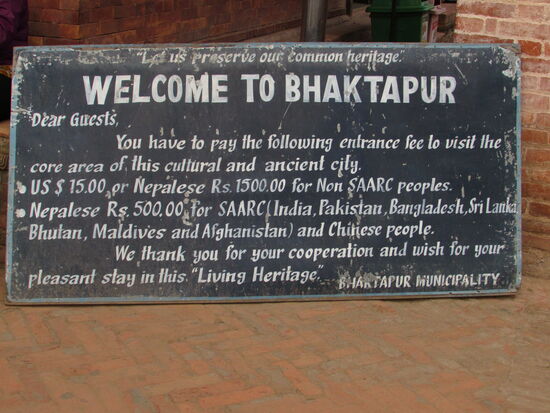 "Let us preserve our common heritage."
WELCOME TO BHAKTAPUR
Dear Guests,
You have to pay the following entrance fee to visit the
core area of this cultural and ancient city.
• US $ 15.00 or Nepalese Rs. 1500.00 for Non SAARC peoples.
• Nepalese Rs. 500.00 for SAARC (India, Pakistan, Bangladesh, Sri Lanka
Bhutan, Maldives and Afghanistan) and Chinese people.
We thank you for your cooperation and wish for your
pleasant stay in this "Living Heritage"
BHAKTAPUR MUNICIPALITY